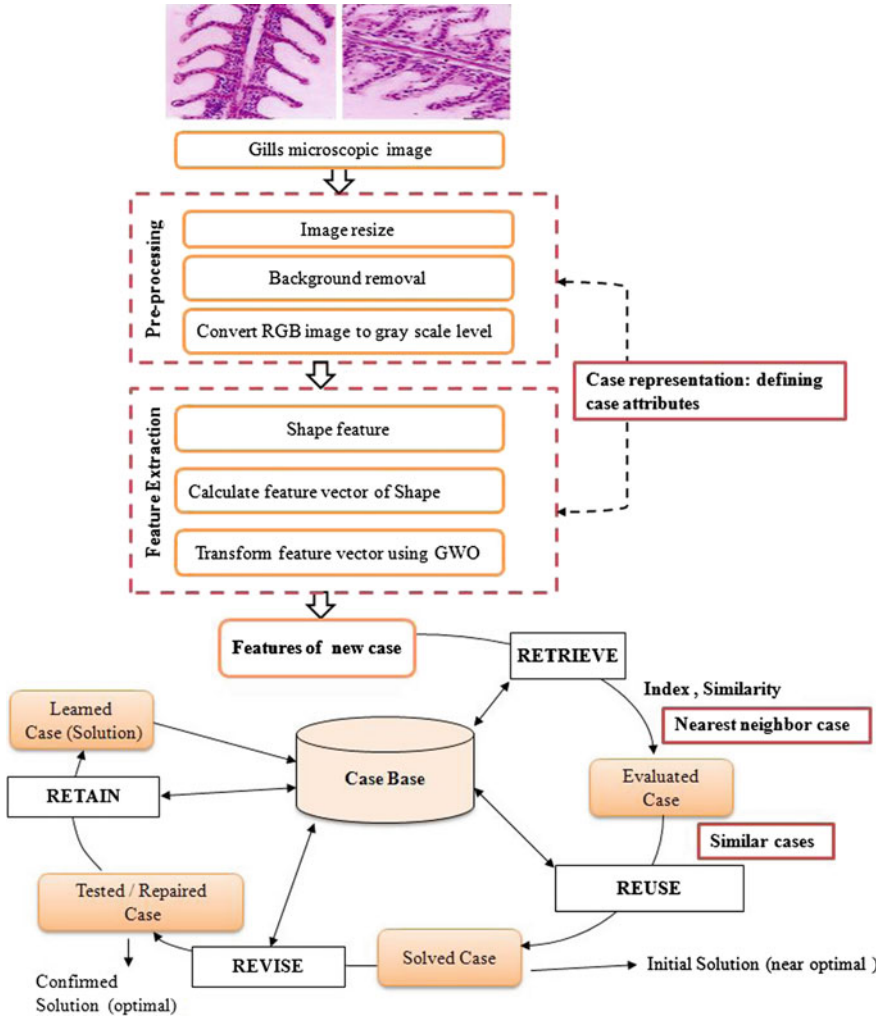 Gills microscopic image
Pre-processing
Image resize
Background removal
Convert RGB image to gray scale level
Case representation: defining
case attributes
Feature Extraction
Shape feature
Calculate feature vector of Shape
Transform feature vector using GWO
Features of new case
RETRIEVE
Index , Similarity
Nearest neighbor case
Learned
Case (Solution)
Case Base
Evaluated
Case
RETAIN
Similar cases
REUSE
Tested / Repaired
Case
REVISE
Solved Case
Initial Solution (near optimal )
Confirmed
Solution (optimal)